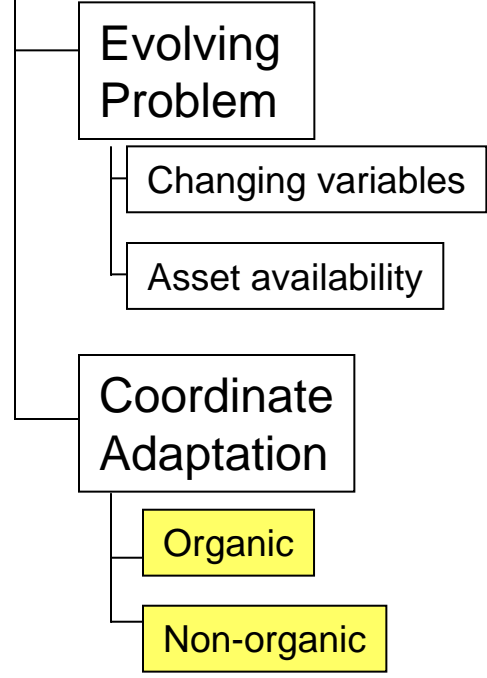 Evolving
Problem
Changing variables
Asset availability
Coordinate
Adaptation
Organic
Non-organic